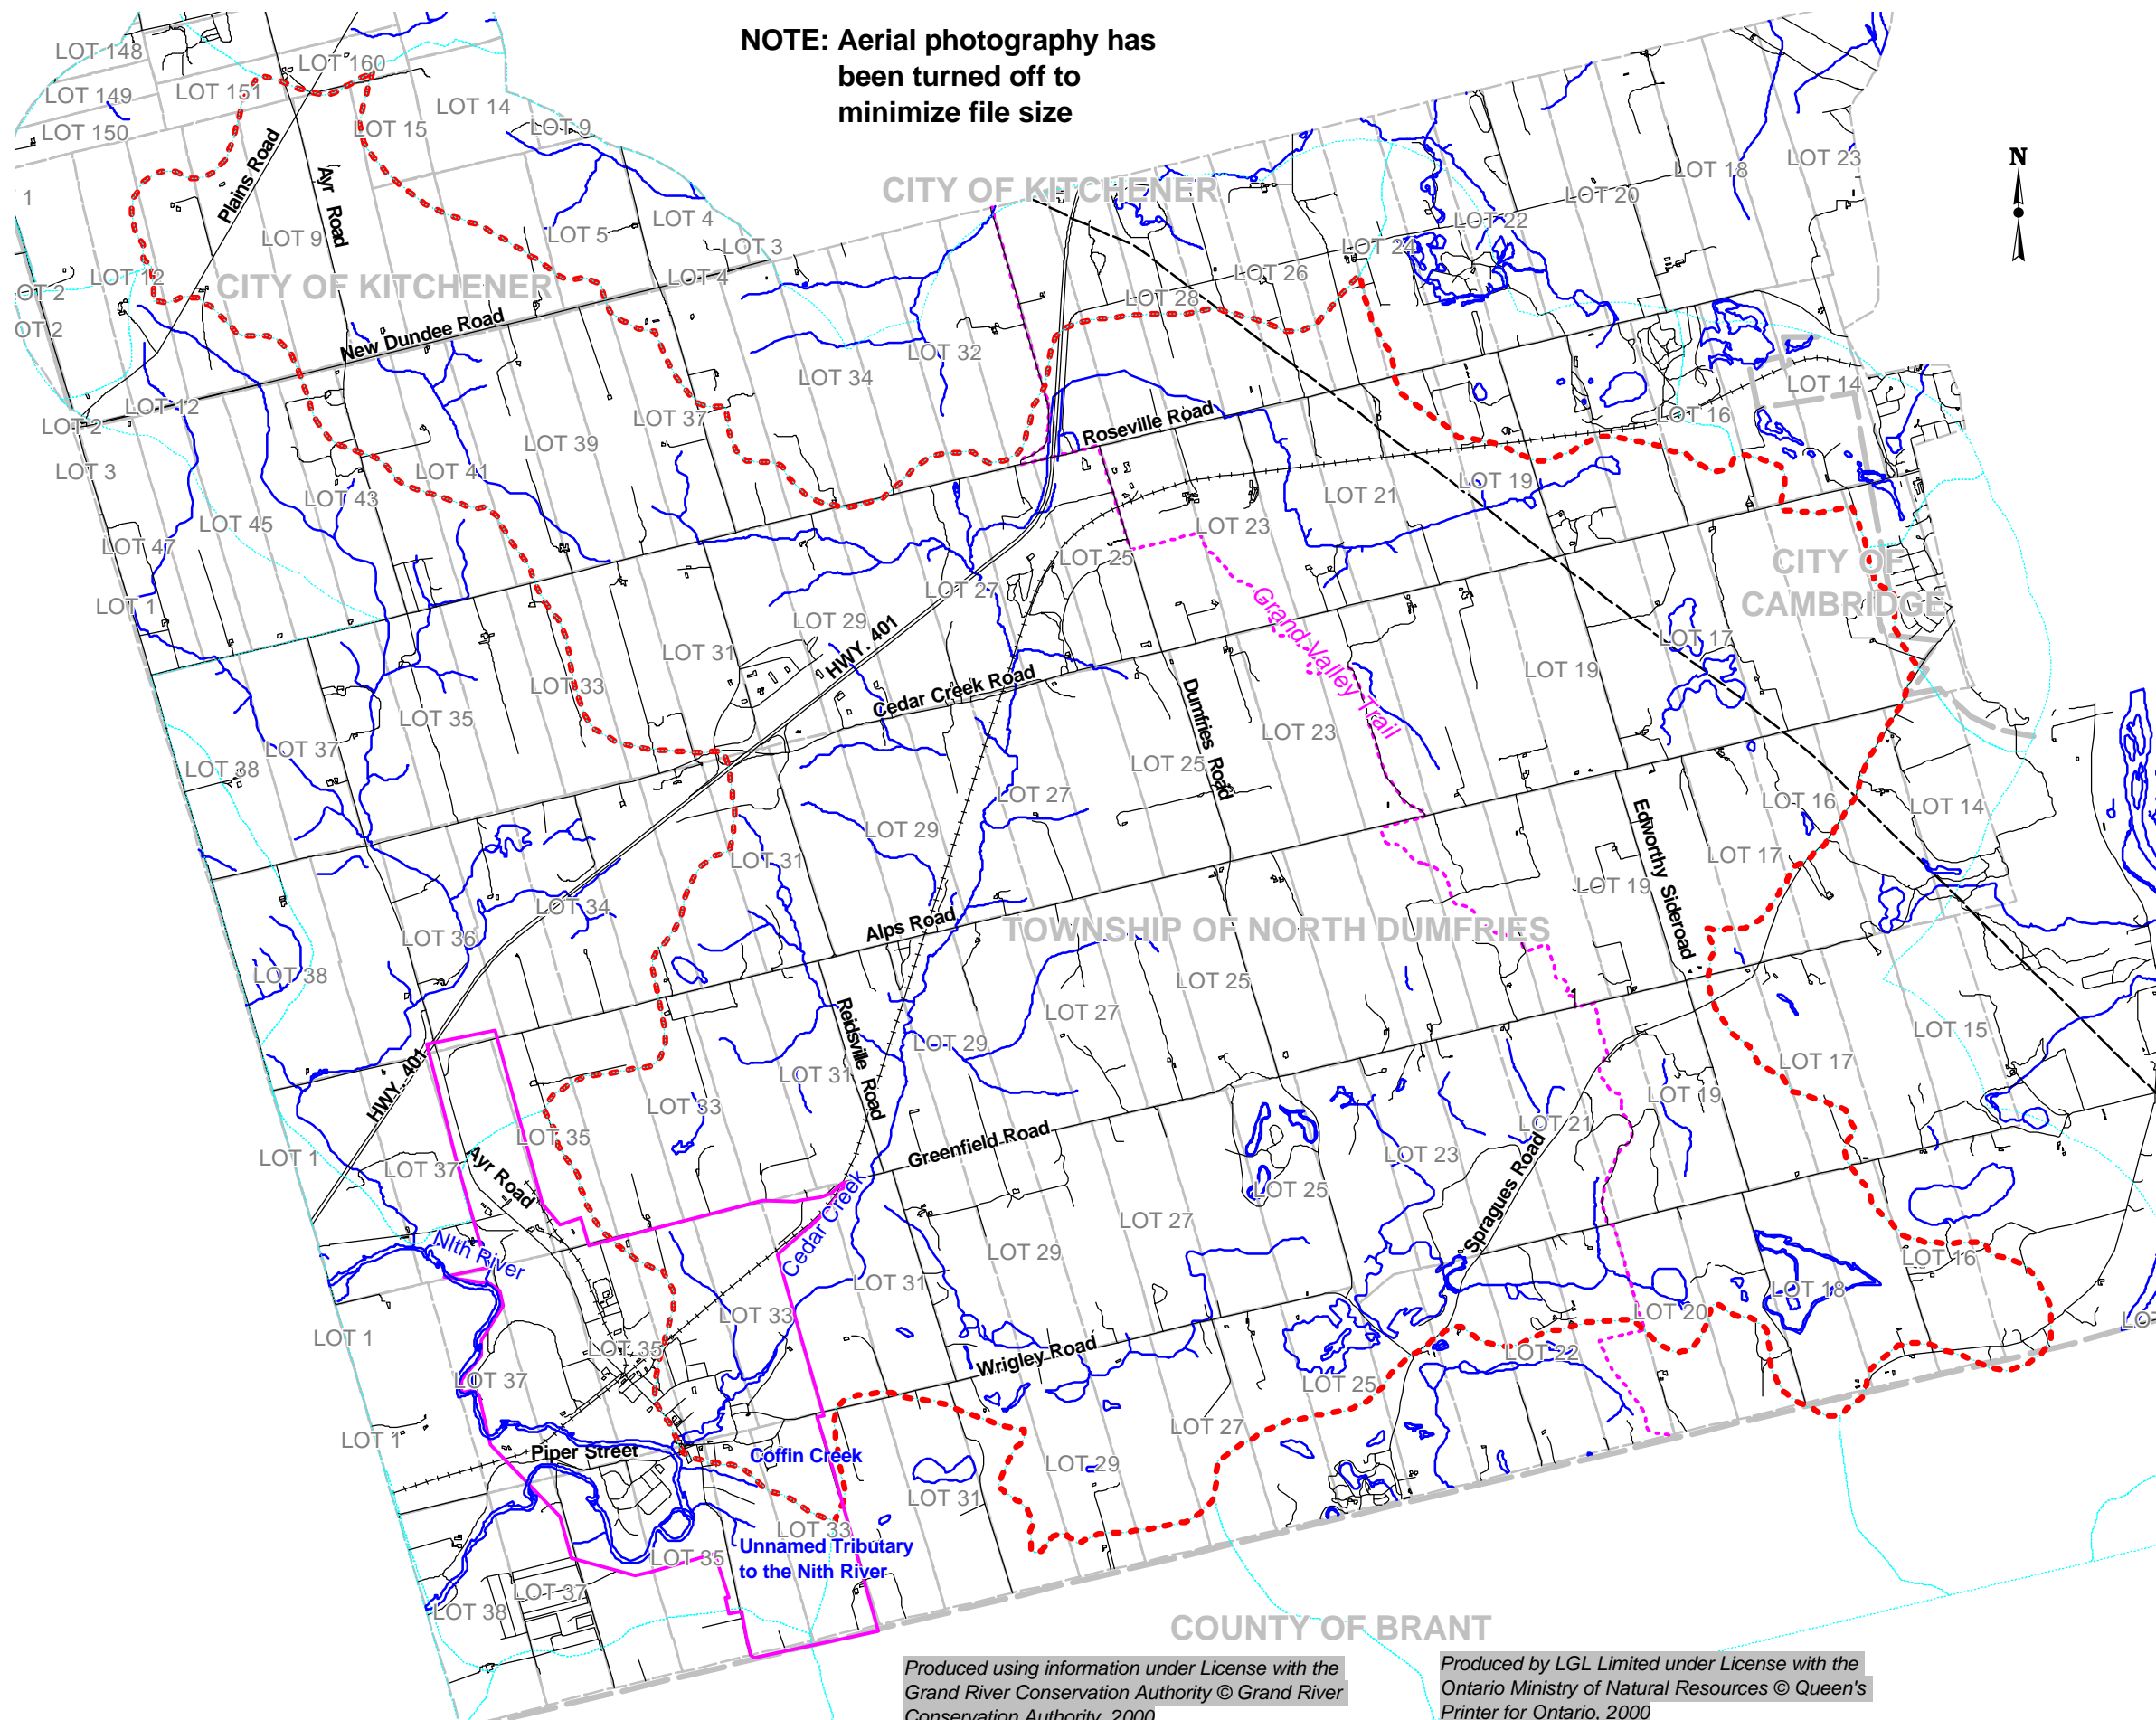 NOTE: Aerial photography has
been turned off to
minimize file size
LOT 148
LOT 160
LOT 149
LOT 151
LOT 14
LOT 150
LOT 15
LOT 9
Plains Road
Ayr Road
1
LOT 9
LOT 5
LOT 4
LOT 3
LOT 4
LOT 12
CITY OF KITCHENER
CITY OF KITCHENER
OT 2
OT 2
New Dundee Road
LOT 23
LOT 18
LOT 20
LOT 22
LOT 24
LOT 26
LOT 28
N
LOT 32
LOT 34
LOT 12
LOT 2
LOT 3
LOT 37
LOT 39
LOT 41
LOT 43
LOT 45
LOT 47
LOT 1
Roseville Road
LOT 14
LOT 16
LOT 19
LOT 21
LOT 23
LOT 25
LOT 27
LOT 29
LOT 31
LOT 33
LOT 35
LOT 37
LOT 38
HWY. 401
Cedar Creek Road
Grand Valley Trail
CITY OF
CAMBRIDGE
LOT 17
LOT 19
LOT 23
LOT 25
Dumfries Road
LOT 27
LOT 29
LOT 31
LOT 34
LOT 36
LOT 38
LOT 16
LOT 14
LOT 17
LOT 19
Edworthy Sideroad
Alps Road
TOWNSHIP OF NORTH DUMFRIES
LOT 25
LOT 27
LOT 29
LOT 31
LOT 33
LOT 35
LOT 37
LOT 1
Reidsville Road
HWY. 401
Ayr Road
LOT 15
LOT 17
LOT 19
LOT 21
LOT 23
LOT 25
Spragues Road
Greenfield Road
Cedar Creek
NIth River
LOT 27
LOT 29
LOT 31
LOT 33
LOT 35
LOT 37
LOT 1
LOT 1
LOT 16
LOT 18
LOT 20
LOT 22
LOT 25
LO
Wrigley Road
LOT 27
LOT 29
LOT 31
Piper Street
Coffin Creek
LOT 33
Unnamed Tributary
to the Nith River
LOT 35
LOT 37
LOT 38
COUNTY OF BRANT
Produced using information under License with the
Grand River Conservation Authority © Grand River
Conservation Authority, 2000
Produced by LGL Limited under License with the
Ontario Ministry of Natural Resources © Queen's
Printer for Ontario, 2000